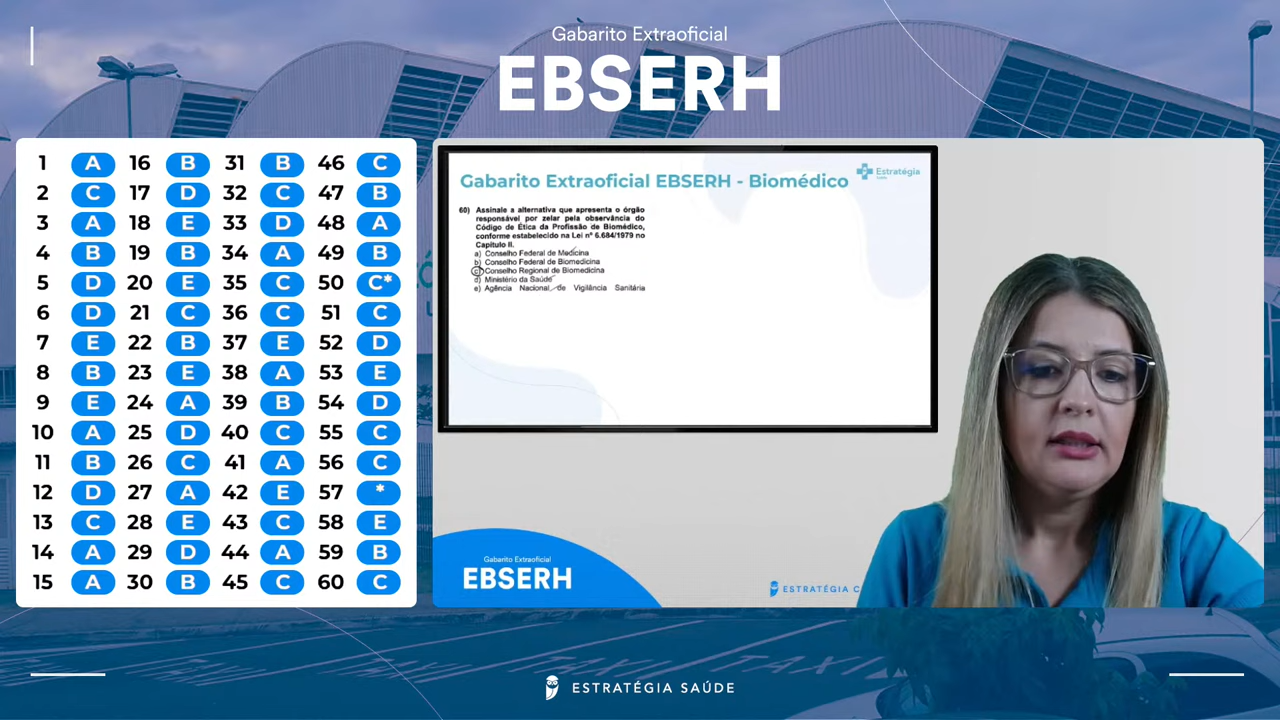 Gabarito Extraoficial
EBSERH
1 A 16 B 31 B 46 C
2 C 17 D 32 C 47 B
3 A 18 E 33 D 48 A
4 B 19 B 34 A 49 B
5 D 20 E 35 C 50 C*
6 D 21 C 36 C 51 C
7 E 22 B 37 E 52 D
8 B 23 E 38 A 53 E
9 E 24 A 39 B 54 D
10 A 25 D 40 C 55 C
11 B 26 C 41 A 56 C
12 D 27 A 42 E 57 *
13 C 28 E 43 C 58 E
14 A 29 D 44 A 59 B
15 A 30 B 45 C 60 C
Gabarito Extraoficial EBSERH - Biomédico
Estratégia
Saúde
60) Assinale a alternativa que apresenta o órgão
responsável por zelar pela observância do
Código de Ética da Profissão de Biomédico,
conforme estabelecido na Lei nº 6.684/1979 no
Capítulo II.
a) Conselho Federal de Medicina
b) Conselho Federal de Biomedicina
c) Conselho Regional de Biomedicina
d) Ministério da Saúde
e) Agência Nacional de Vigilância Sanitária
Gabarito Extraoficial
EBSERH
ESTRATÉGIA C
TAXI TAXI
ESTRATÉGIA SAÚDE